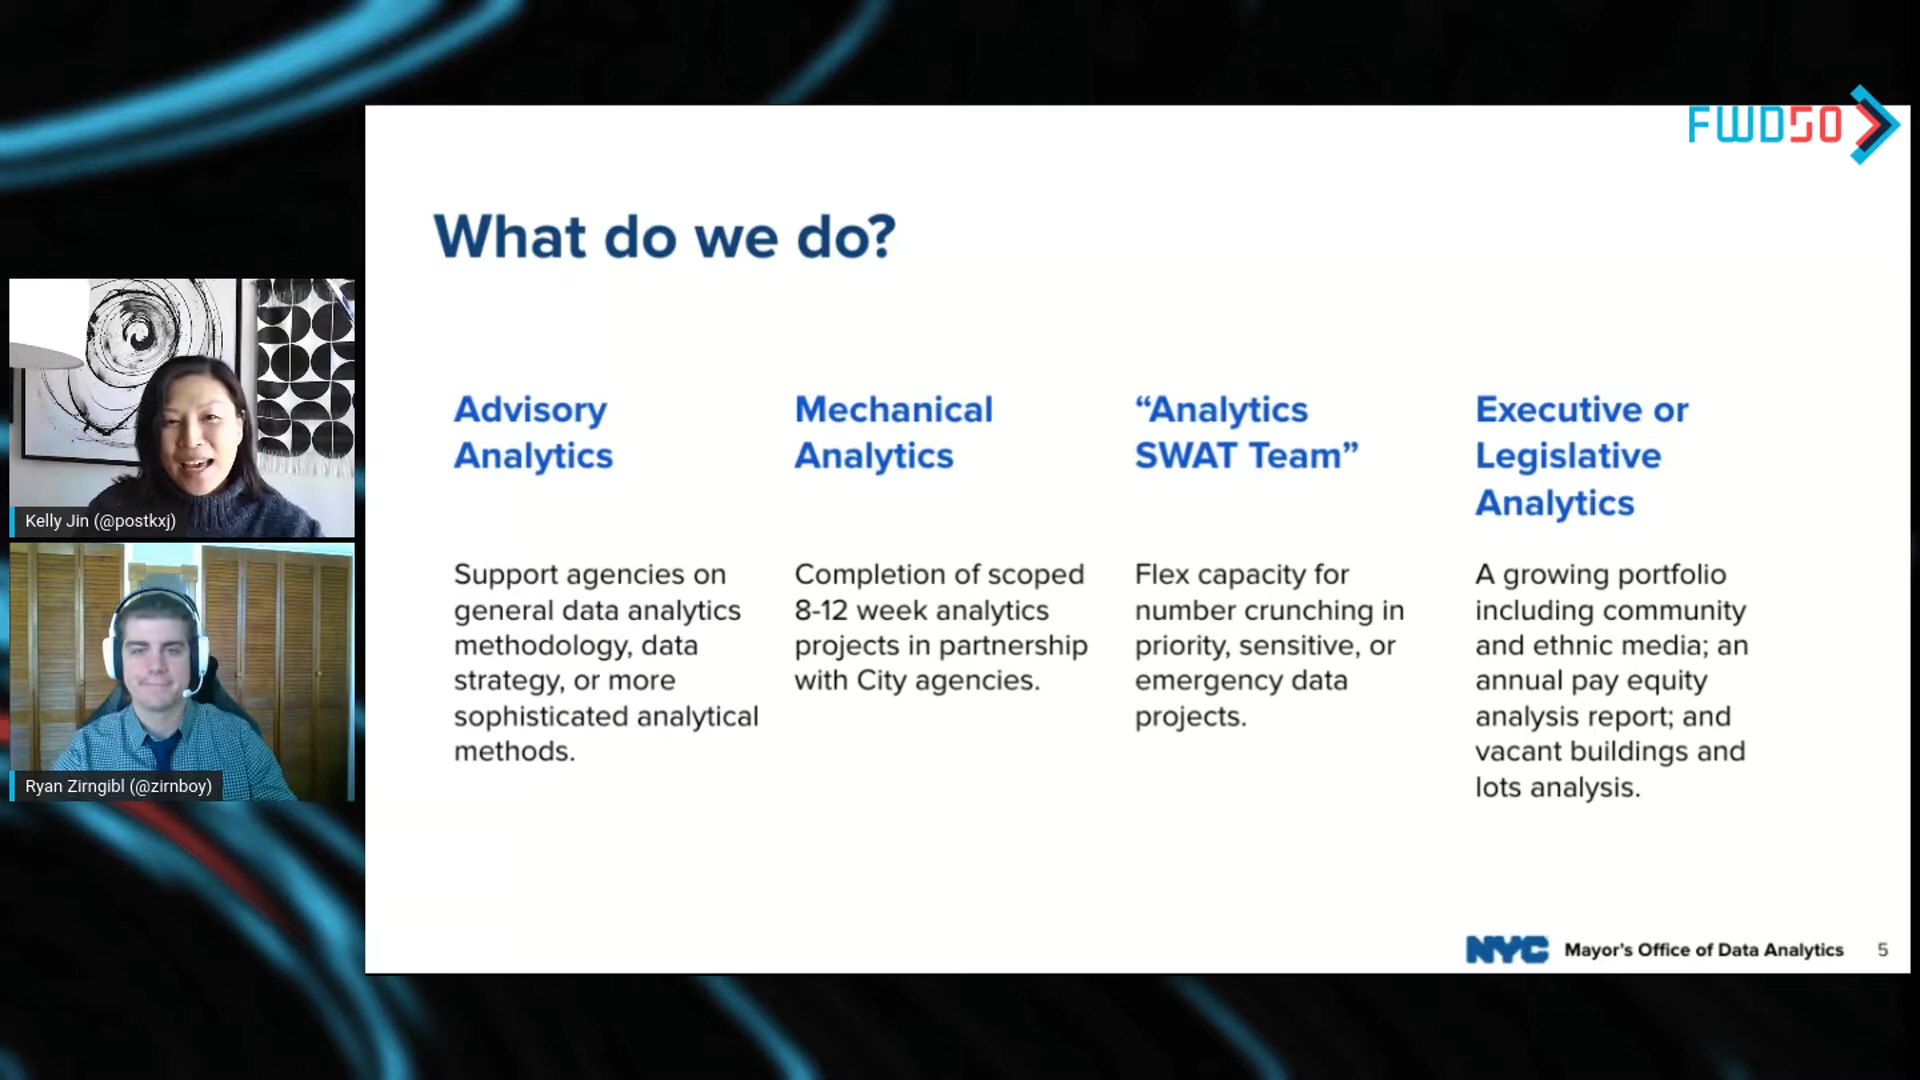 FWD50
What do we do?
Advisory
Analytics
Support agencies on
general data analytics
methodology, data
strategy, or more
sophisticated analytical
methods.
Mechanical
Analytics
Completion of scoped
8-12 week analytics
projects in partnership
with City agencies.
“Analytics
SWAT Team”
Flex capacity for
number crunching in
priority, sensitive, or
emergency data
projects.
Executive or
Legislative
Analytics
A growing portfolio
including community
and ethnic media; an
annual pay equity
analysis report; and
vacant buildings and
lots analysis.
Kelly Jin (@postkxj)
Ryan Zirngibl (@zirnboy)
NYC Mayor's Office of Data Analytics 5